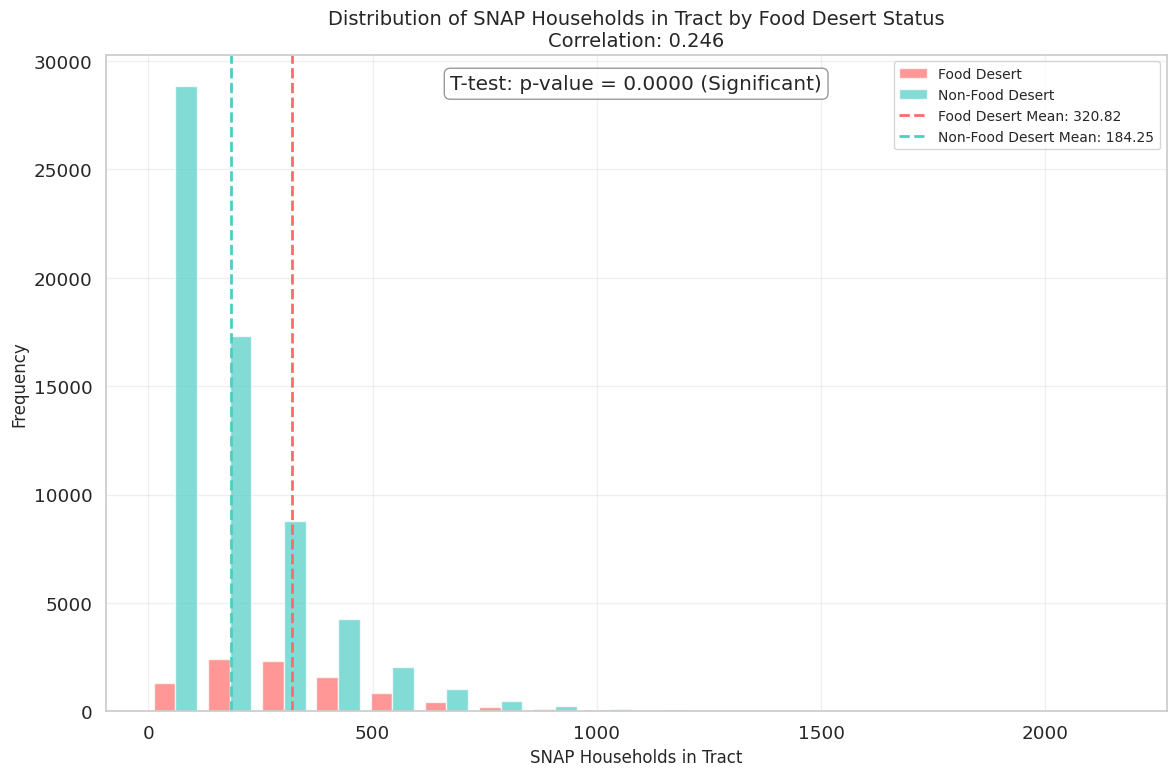 Distribution of SNAP Households in Tract by Food Desert Status
Correlation: 0.246
T-test: p-value = 0.0000 (Significant)
Food Desert
Non-Food Desert
Food Desert Mean: 320.82
Non-Food Desert Mean: 184.25
Frequency
30000
25000
20000
15000
10000
5000
0
0 500 1000 1500 2000
SNAP Households in Tract